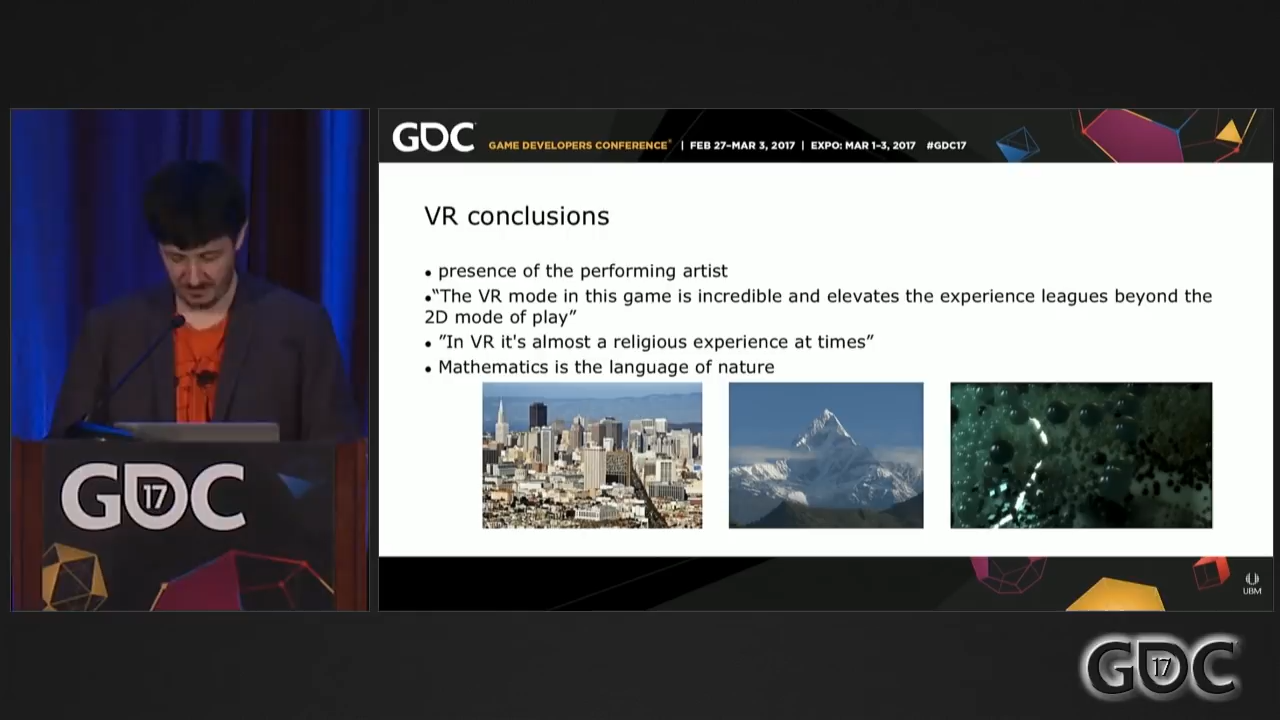 GDC
GAME DEVELOPERS CONFERENCE® | FEB 27–MAR 3, 2017 | EXPO: MAR 1–3, 2017 #GDC17
VR conclusions
• presence of the performing artist
•“The VR mode in this game is incredible and elevates the experience leagues beyond the
2D mode of play”
• ”In VR it's almost a religious experience at times”
• Mathematics is the language of nature
GDC
17
UBM
GDC
17